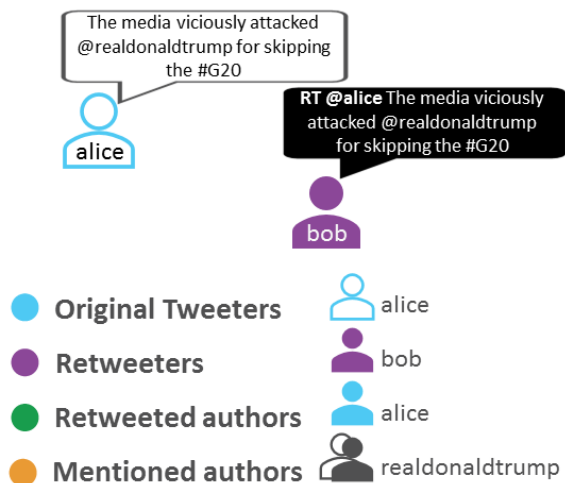 The media viciously attacked
@realdonaldtrump for skipping
the #G20
alice
RT @alice The media viciously
attacked @realdonaldtrump
for skipping the #G20
bob
Original Tweeters
alice
Retweeters
bob
Retweeted authors
alice
Mentioned authors
realdonaldtrump